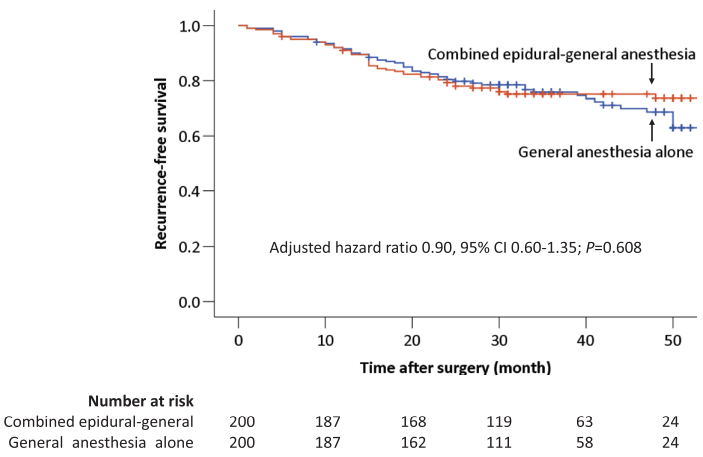 1.0
0.8
0.6
0.4
0.2
0.0
Recurrence-free survival
Combined epidural-general anesthesia
General anesthesia alone
Adjusted hazard ratio 0.90, 95% CI 0.60-1.35; P=0.608
0 10 20 30 40 50
Time after surgery (month)
Number at risk
Combined epidural-general 200 187 168 119 63 24
General anesthesia alone 200 187 162 111 58 24